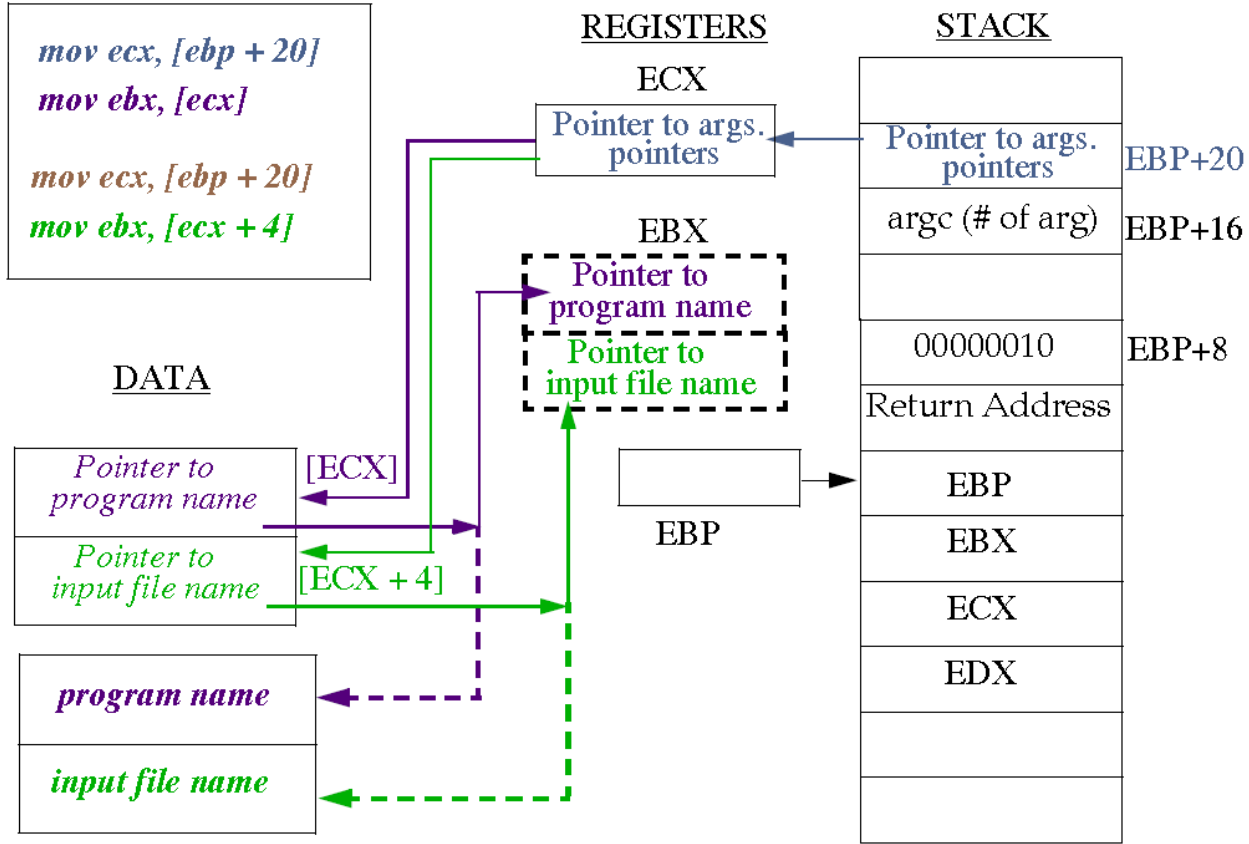 mov ecx, [ebp + 20]
mov ebx, [ecx]
mov ecx, [ebp + 20]
mov ebx, [ecx + 4]
REGISTERS
ECX
Pointer to args.
pointers
EBX
Pointer to
program name
Pointer to
input file name
EBP
STACK
Pointer to args.
pointers
EBP+20
argc (# of arg)
EBP+16
00000010
EBP+8
Return Address
EBP
EBX
ECX
EDX
DATA
Pointer to
program name
[ECX]
Pointer to
input file name
[ECX + 4]
program name
input file name